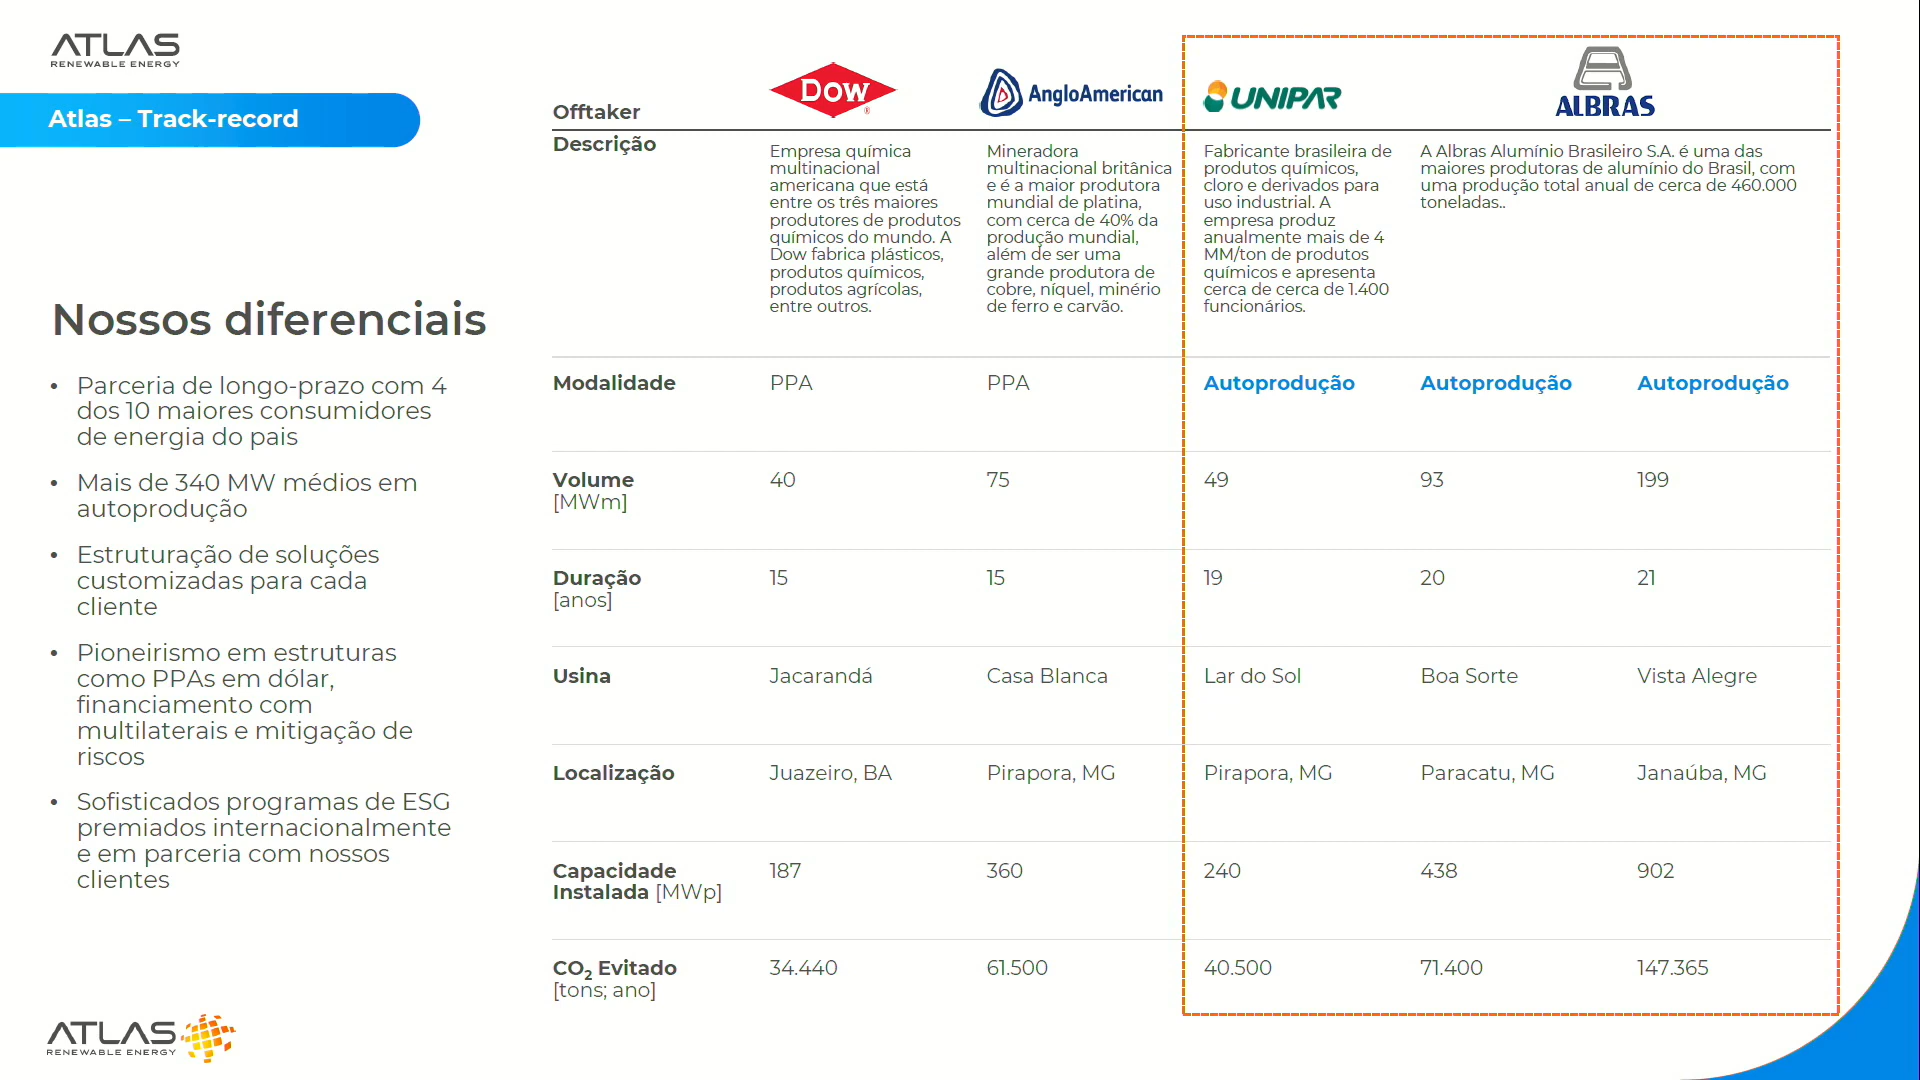 ATLAS
RENEWABLE ENERGY
Atlas – Track-record
Nossos diferenciais
• Parceria de longo-prazo com 4
dos 10 maiores consumidores
de energia do pais
• Mais de 340 MW médios em
autoprodução
• Estruturação de soluções
customizadas para cada
cliente
• Pioneirismo em estruturas
como PPAs em dólar,
financiamento com
multilaterais e mitigação de
riscos
• Sofisticados programas de ESG
premiados internacionalmente
e em parceria com nossos
clientes
ATLAS
RENEWABLE ENERGY
Offtaker
Dow ®
AngloAmerican
UNIPAR
ALBRAS
Descrição
Empresa química
multinacional
americana que está
entre os três maiores
produtores de produtos
químicos do mundo. A
Dow fabrica plásticos,
produtos químicos,
produtos agrícolas,
entre outros.
Mineradora
multinacional britânica
e é a maior produtora
mundial de platina,
com cerca de 40% da
produção mundial,
além de ser uma
grande produtora de
cobre, níquel, minério
de ferro e carvão.
Fabricante brasileira de
produtos químicos,
cloro e derivados para
uso industrial. A
empresa produz
anualmente mais de 4
MM/ton de produtos
químicos e apresenta
cerca de cerca de 1.400
funcionários.
A Albras Alumínio Brasileiro S.A. é uma das
maiores produtoras de alumínio do Brasil, com
uma produção total anual de cerca de 460.000
toneladas..
Modalidade PPA PPA Autoprodução Autoprodução Autoprodução
Volume 40 75 49 93 199
[MWm]
Duração 15 15 19 20 21
[anos]
Usina Jacarandá Casa Blanca Lar do Sol Boa Sorte Vista Alegre
Localização Juazeiro, BA Pirapora, MG Pirapora, MG Paracatu, MG Janaúba, MG
Capacidade 187 360 240 438 902
Instalada [MWp]
CO₂ Evitado 34.440 61.500 40.500 71.400 147.365
[tons; ano]